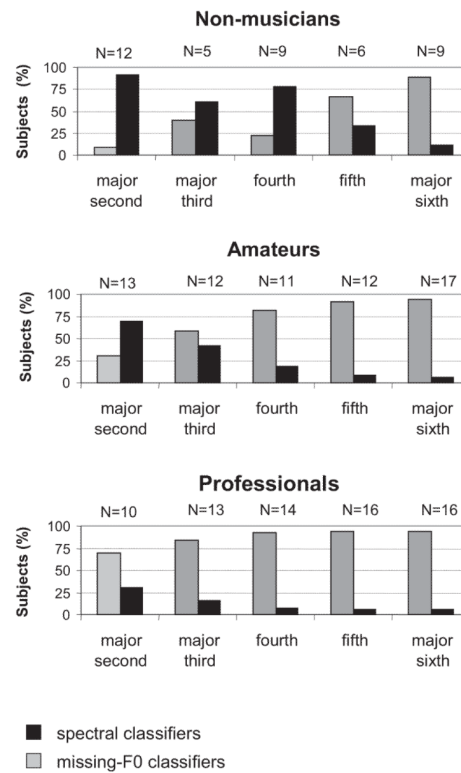 Non-musicians
N=12 N=5 N=9 N=6 N=9
Subjects (%)
100
75
50
25
0
major second
major third
fourth
fifth
major sixth
Amateurs
N=13 N=12 N=11 N=12 N=17
Subjects (%)
100
75
50
25
0
major second
major third
fourth
fifth
major sixth
Professionals
N=10 N=13 N=14 N=16 N=16
Subjects (%)
100
75
50
25
0
major second
major third
fourth
fifth
major sixth
spectral classifiers
missing-F0 classifiers